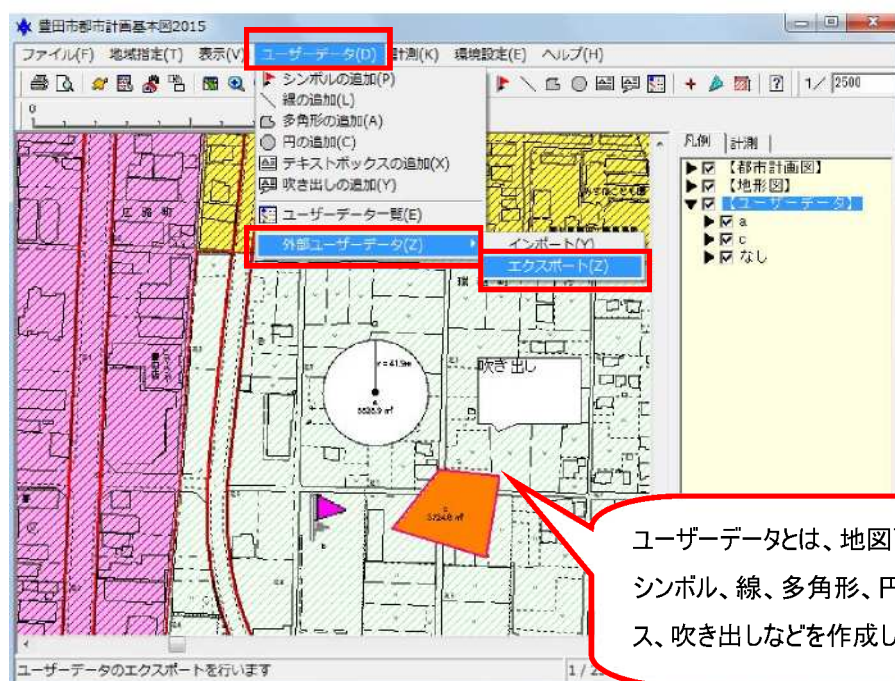 豊田市都市計画基本図2015
ファイル(F) 地域指定(T) 表示(V) ユーザーデータ(D) 計測(K) 環境設定(E) ヘルプ(H)
1／ 2500
0
シンボルの追加(P)
線の追加(L)
多角形の追加(A)
円の追加(C)
テキストボックスの追加(X)
吹き出しの追加(Y)
ユーザーデータ一覧(E)
外部ユーザーデータ(Z)
インポート(Y)
エクスポート(Z)
凡例 計測
【都市計画図】
【地形図】
【ユーザーデータ】
a
c
なし
広路町
r = 41.9m
吹き出し
ユーザーデータとは、地図
シンボル、線、多角形、円
ス、吹き出しなどを作成し
ユーザーデータのエクスポートを行います